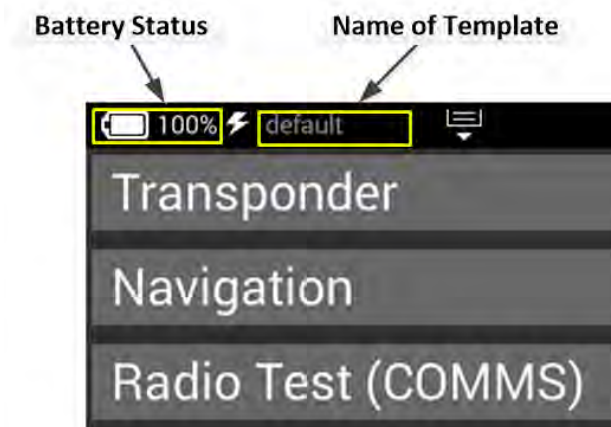 Battery Status Name of Template
100% default
Transponder
Navigation
Radio Test (COMMS)